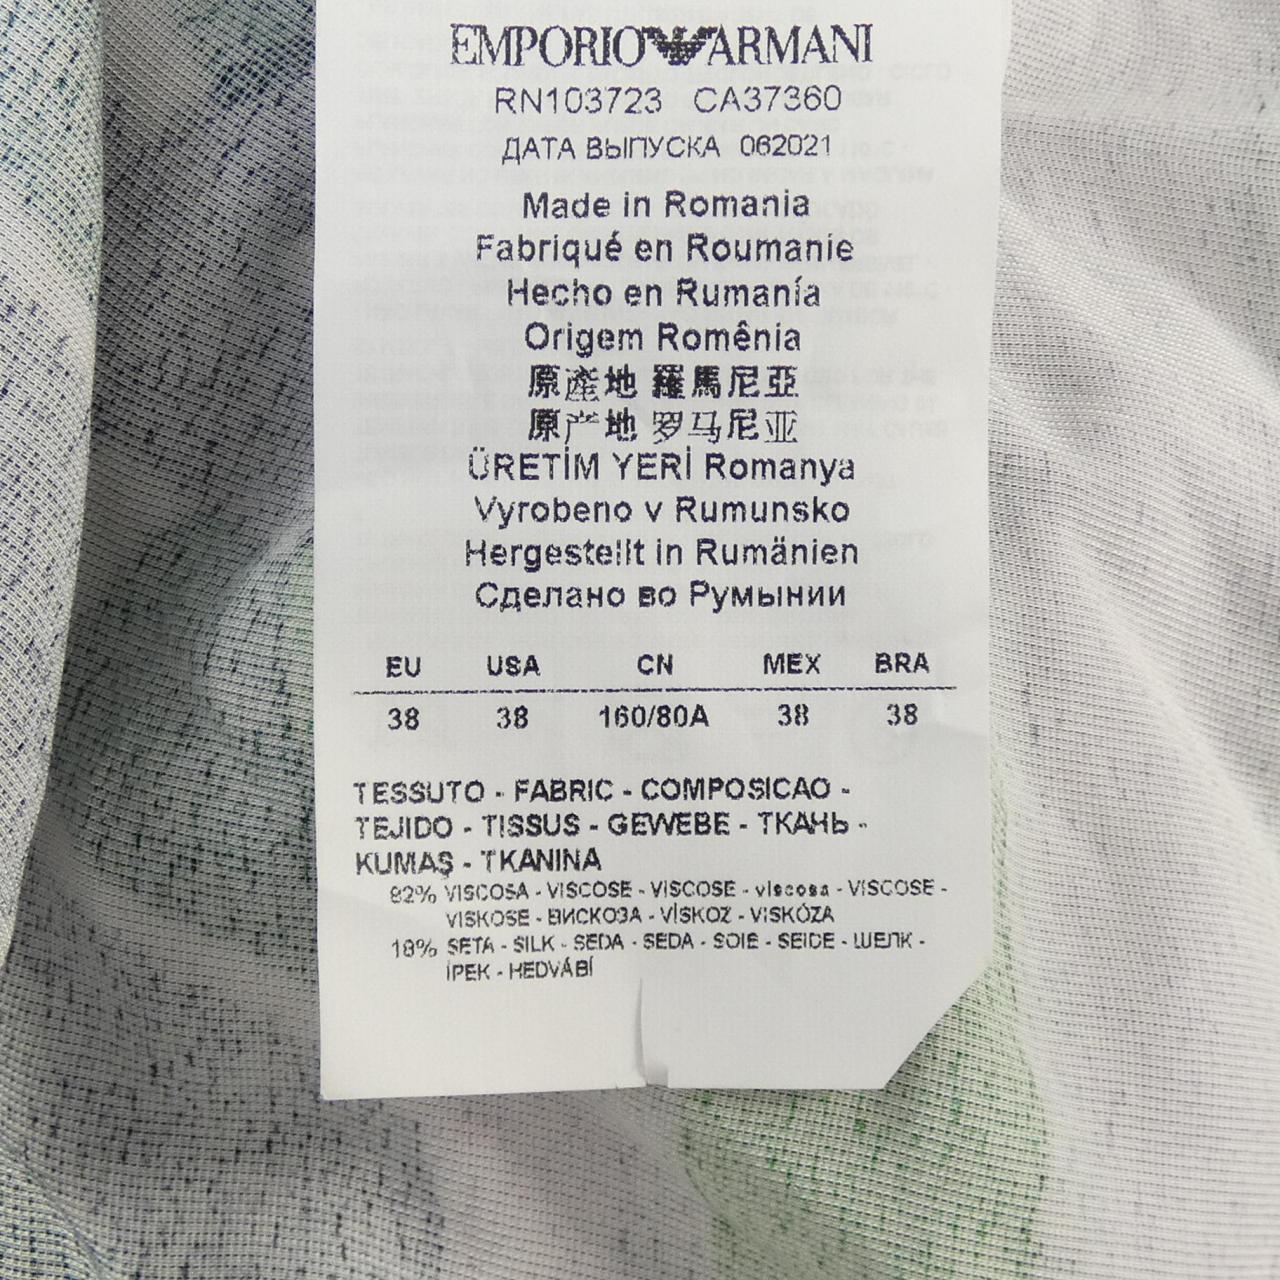 EMPORIO ARMANI
RN103723 CA37360
ДАТА ВЫПУСКА 062021
Made in Romania
Fabriqué en Roumanie
Hecho en Rumanía
Origem Romênia
原產地 羅馬尼亞
原产地 罗马尼亚
ÜRETİM YERİ Romanya
Vyrobeno v Rumunsko
Hergestellt in Rumänien
Сделано во Румынии
EU USA CN MEX BRA
38 38 160/80A 38 38
TESSUTO - FABRIC - COMPOSICAO -
TEJIDO - TISSUS - GEWEBE - ТКАНЬ -
KUMAŞ - TKANINA
82% VISCOSA - VISCOSE - VISCOSE - viscosa - VISCOSE -
VISKOSE - ВИСКОЗА - VİSKOZ - VISKÓZA
18% SETA - SILK - SEDA - SEDA - SOIE - SEIDE - ШЕЛК -
İPEK - HEDVÁBÍ